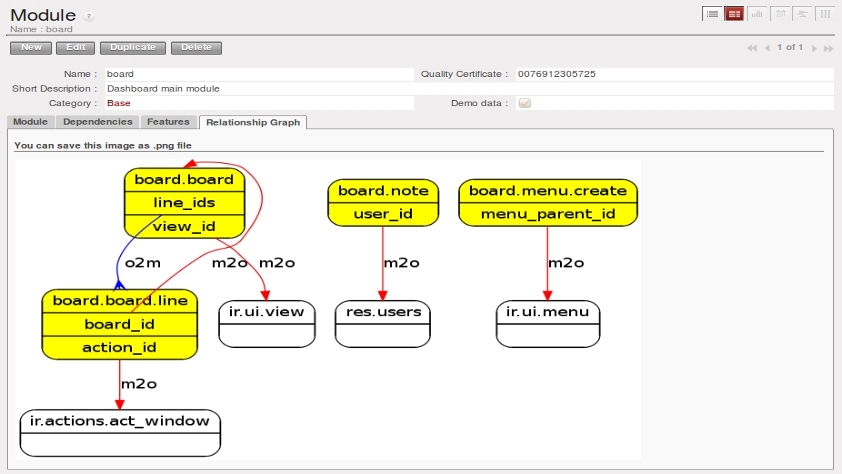 Module ?
Name : board
New Edit Duplicate Delete
1 of 1
Name : board Quality Certificate : 0076912305725
Short Description : Dashboard main module
Category : Base Demo data :
Module Dependencies Features Relationship Graph
You can save this image as .png file
board.board
line_ids
view_id
board.note
user_id
board.menu.create
menu_parent_id
o2m m2o m2o m2o m2o
board.board.line
board_id
action_id
ir.ui.view
res.users
ir.ui.menu
m2o
ir.actions.act_window